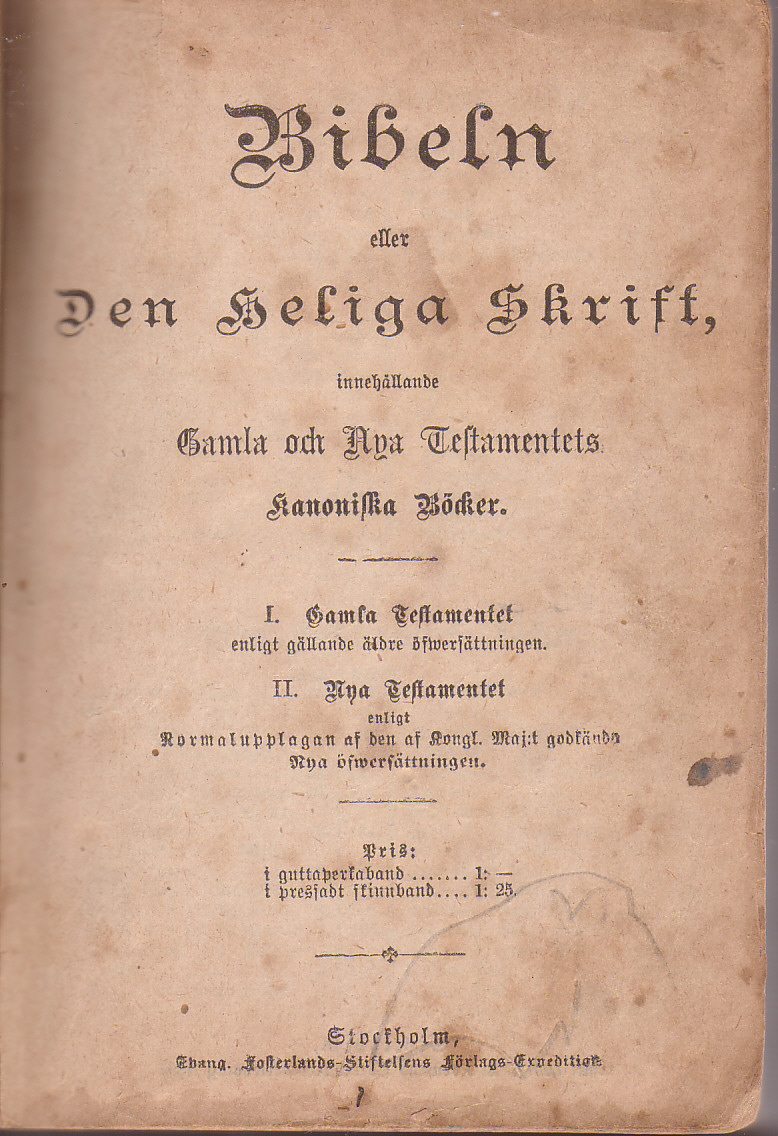 Bibeln
eller
Den Heliga Skrift,
innehållande
Gamla och Nya Testamentets
Kanoniska Böcker.
I. Gamla Testamentet
enligt gällande äldre öfwersättningen.
II. Nya Testamentet
enligt
Normalupplagan af den af Kongl. Maj:t godkända
Nya öfwersättningen.
Pris:
i guttaperkaband ....... 1: —
i pressadt skinnband.... 1: 25.
Stockholm,
Evang. Fosterlands-Stiftelsens Förlags-Expedition